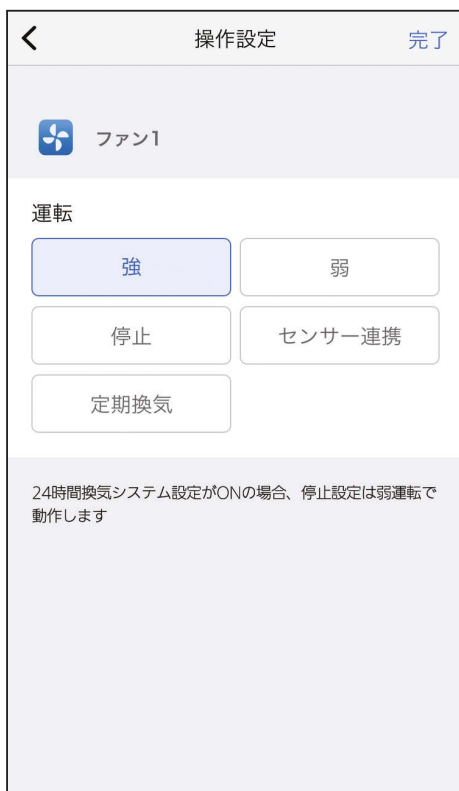 操作設定
完了
ファン1
運転
強
弱
停止
センサー連携
定期換気
24時間換気システム設定がONの場合、停止設定は弱運転で
動作します